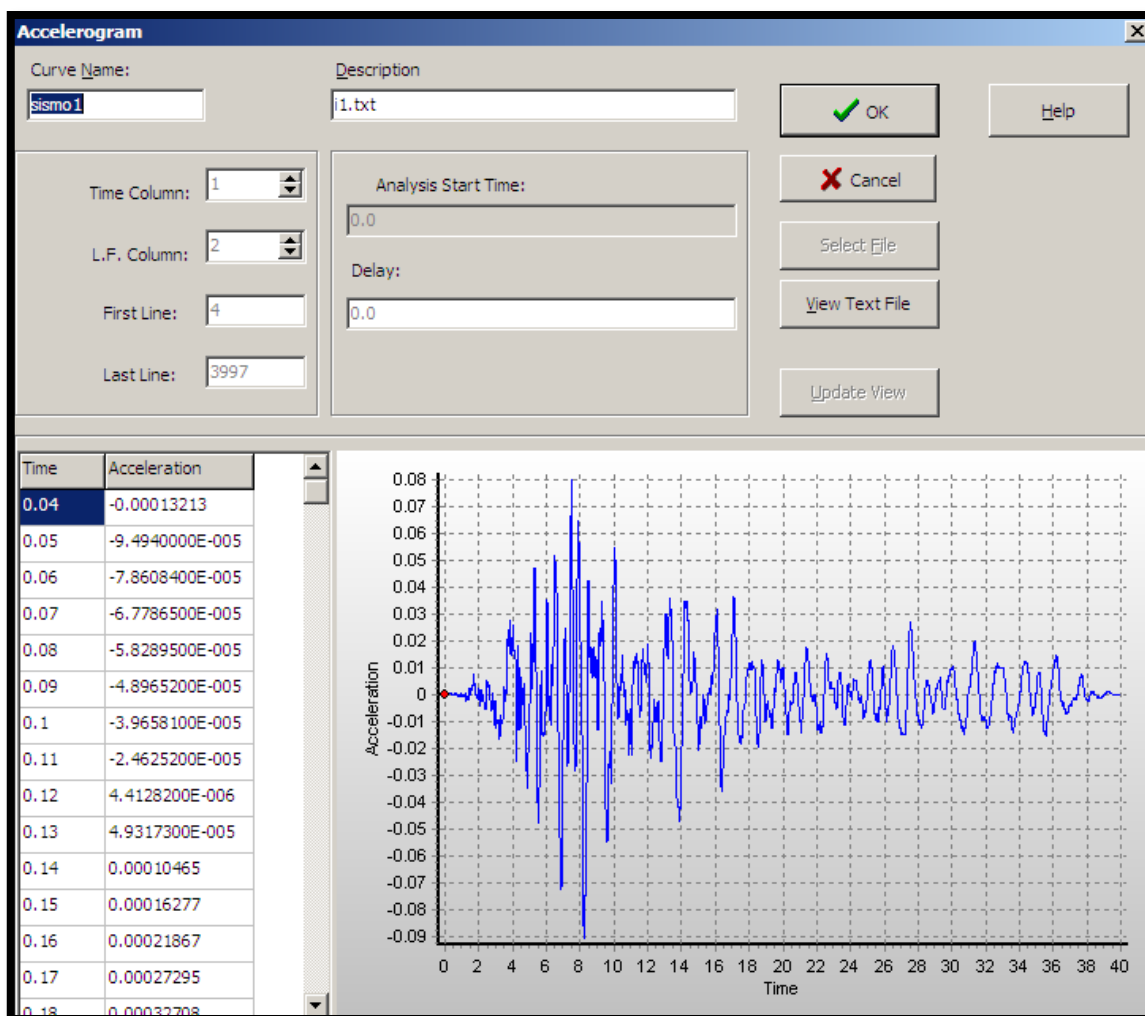 Accelerogram
Curve Name:
Description
sismo1
i1.txt
OK
Help
Time Column:
1
Analysis Start Time:
Cancel
0.0
L.F. Column:
2
Select File
Delay:
First Line:
4
0.0
View Text File
Last Line:
3997
Update View
Time Acceleration
0.04 -0.00013213
0.05 -9.4940000E-005
0.06 -7.8608400E-005
0.07 -6.7786500E-005
0.08 -5.8289500E-005
0.09 -4.8965200E-005
0.1 -3.9658100E-005
0.11 -2.4625200E-005
0.12 4.4128200E-006
0.13 4.9317300E-005
0.14 0.00010465
0.15 0.00016277
0.16 0.00021867
0.17 0.00027295
0.18 0.00032708
0.08
0.07
0.06
0.05
0.04
0.03
0.02
0.01
0
-0.01
-0.02
-0.03
-0.04
-0.05
-0.06
-0.07
-0.08
-0.09
Acceleration
0 2 4 6 8 10 12 14 16 18 20 22 24 26 28 30 32 34 36 38 40
Time